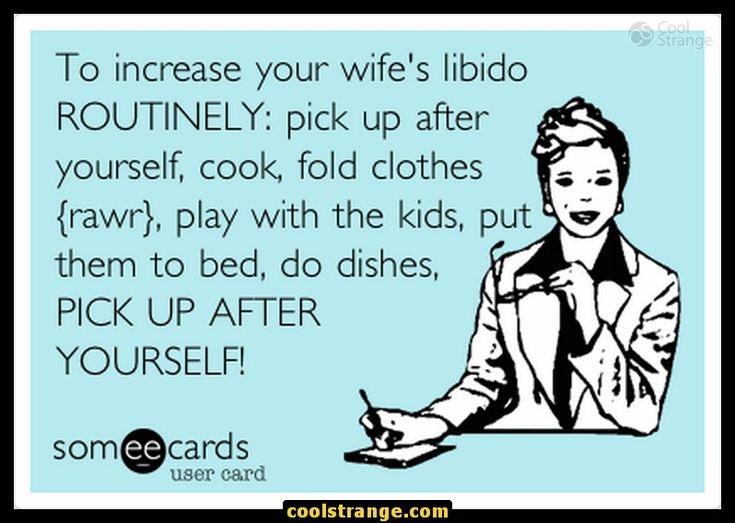 Cool
Strange
To increase your wife's libido
ROUTINELY: pick up after
yourself, cook, fold clothes
{rawr}, play with the kids, put
them to bed, do dishes,
PICK UP AFTER
YOURSELF!
someecards
user card
coolstrange.com